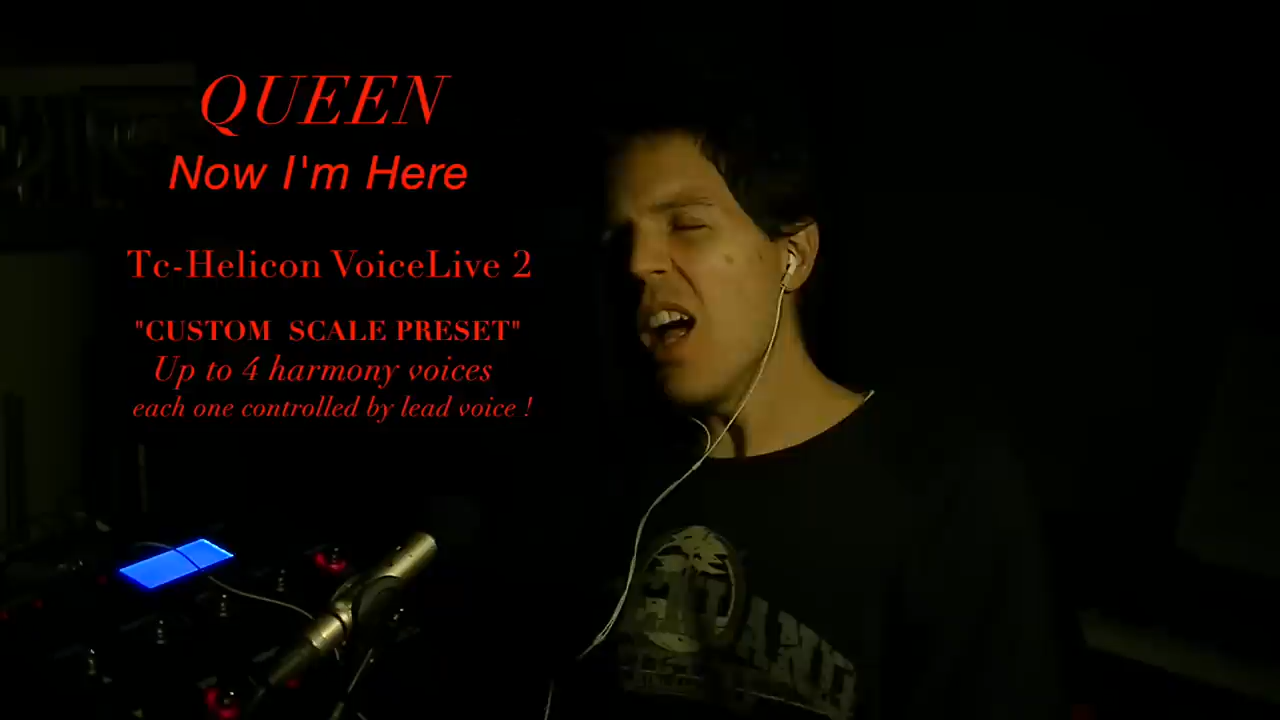 QUEEN
Now I'm Here
Tc-Helicon VoiceLive 2
"CUSTOM SCALE PRESET"
Up to 4 harmony voices
each one controlled by lead voice !